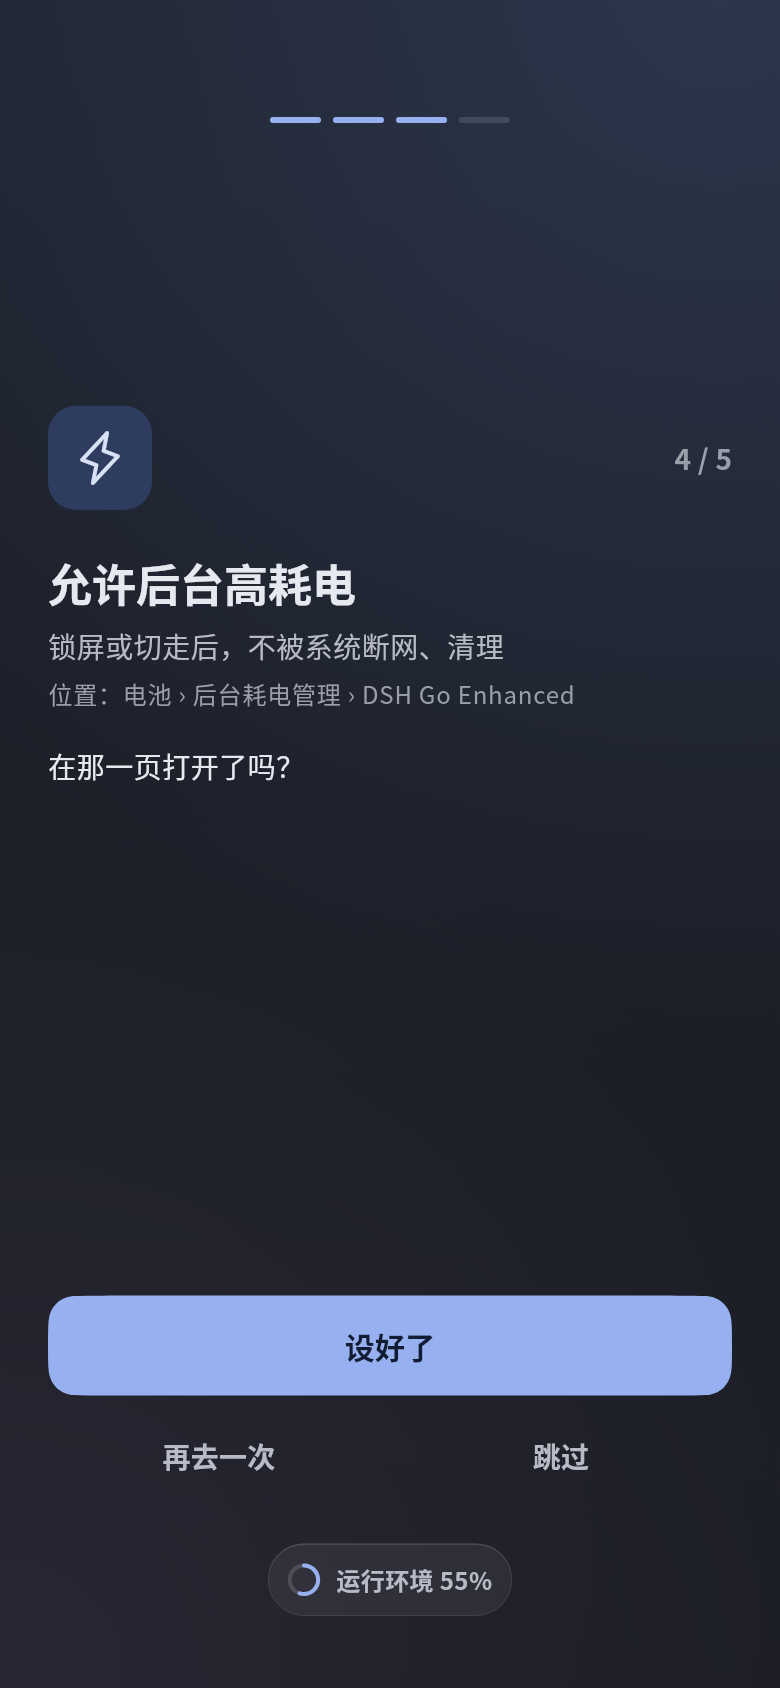 4 / 5
允许后台高耗电
锁屏或切走后，不被系统断网、清理
位置：电池 › 后台耗电管理 › DSH Go Enhanced
在那一页打开了吗？
设好了
再去一次
跳过
运行环境 55%